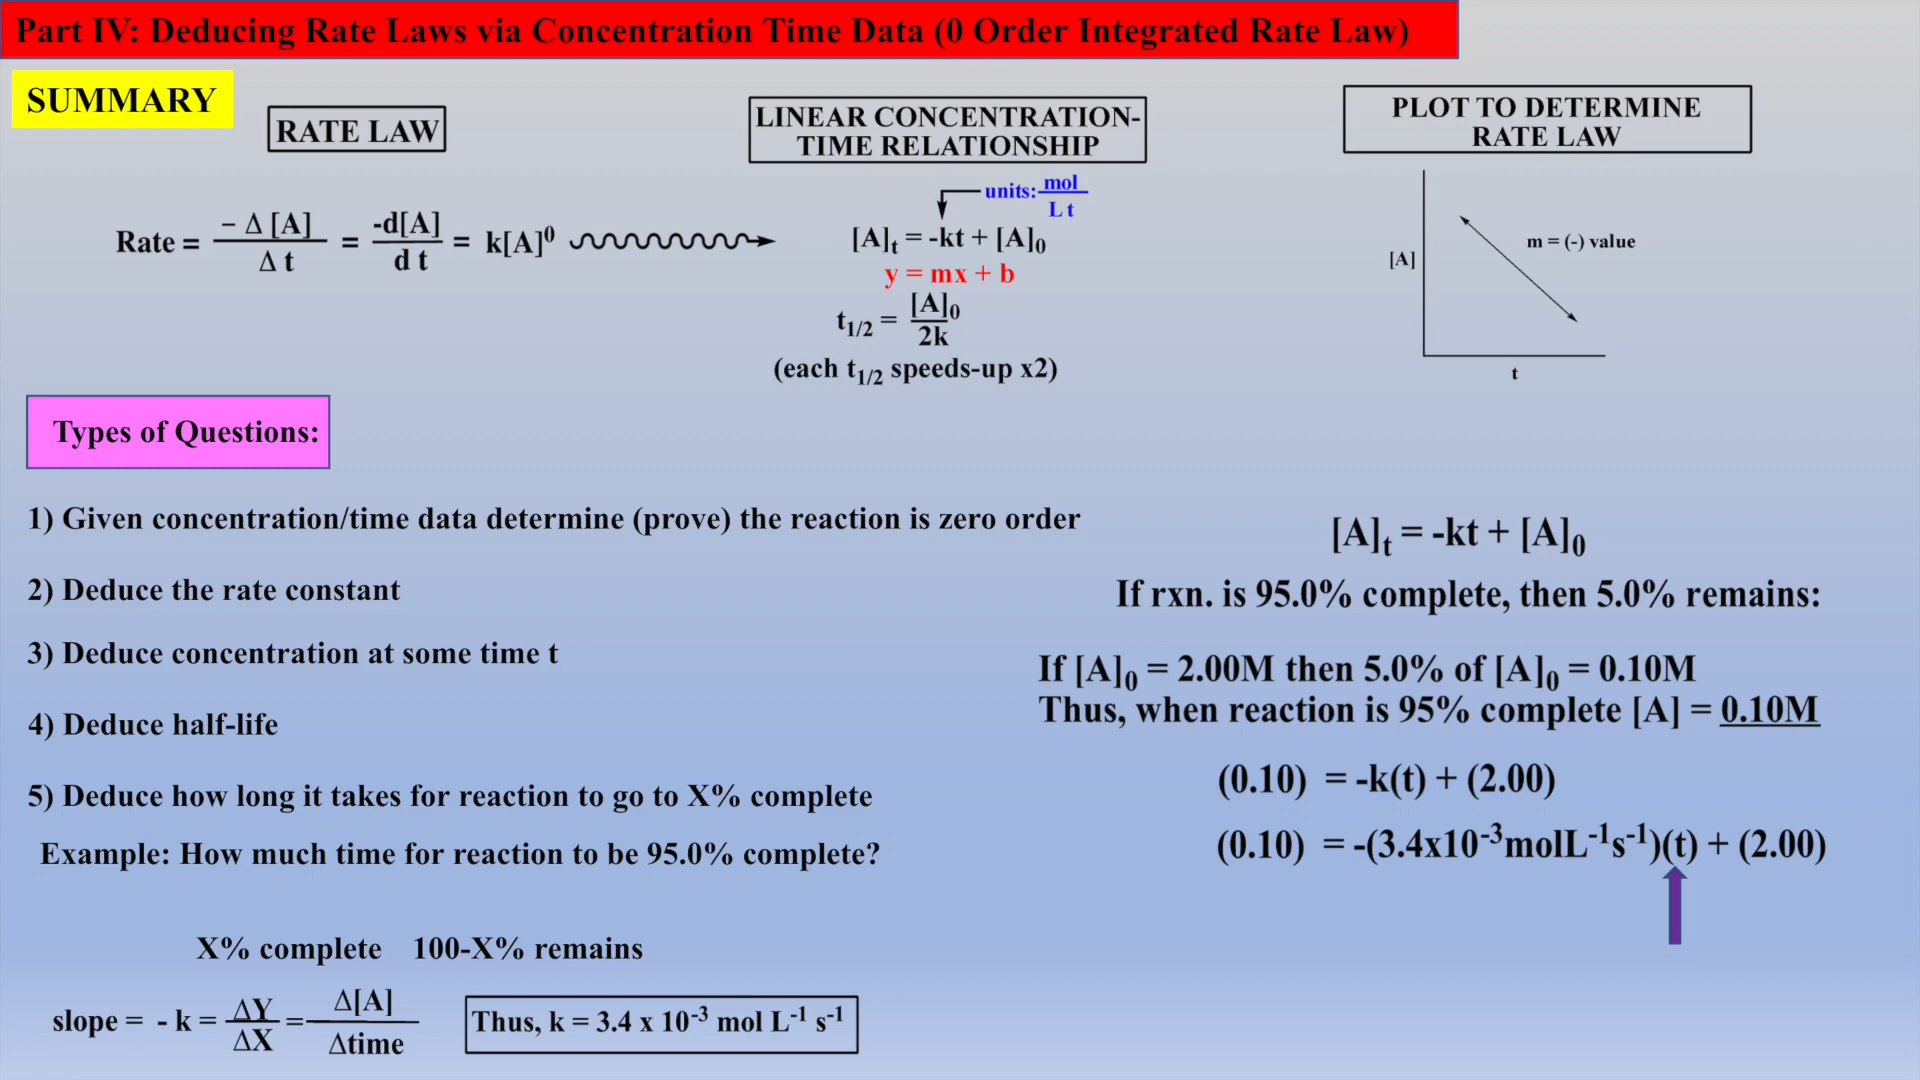 Part IV: Deducing Rate Laws via Concentration Time Data (0 Order Integrated Rate Law)
SUMMARY
RATE LAW
Rate = – Δ [A] / Δ t = -d[A] / d t = k[A]⁰
LINEAR CONCENTRATION-
TIME RELATIONSHIP
units: mol / L t
[A]ₜ = -kt + [A]₀
y = mx + b
t₁/₂ = [A]₀ / 2k
(each t₁/₂ speeds-up x2)
PLOT TO DETERMINE
RATE LAW
m = (-) value
[A]
t
Types of Questions:
1) Given concentration/time data determine (prove) the reaction is zero order
2) Deduce the rate constant
3) Deduce concentration at some time t
4) Deduce half-life
5) Deduce how long it takes for reaction to go to X% complete
Example: How much time for reaction to be 95.0% complete?
X% complete 100-X% remains
slope = - k = ΔY / ΔX = Δ[A] / Δtime
Thus, k = 3.4 x 10⁻³ mol L⁻¹ s⁻¹
[A]ₜ = -kt + [A]₀
If rxn. is 95.0% complete, then 5.0% remains:
If [A]₀ = 2.00M then 5.0% of [A]₀ = 0.10M
Thus, when reaction is 95% complete [A] = 0.10M
(0.10) = -k(t) + (2.00)
(0.10) = -(3.4x10⁻³molL⁻¹s⁻¹)(t) + (2.00)